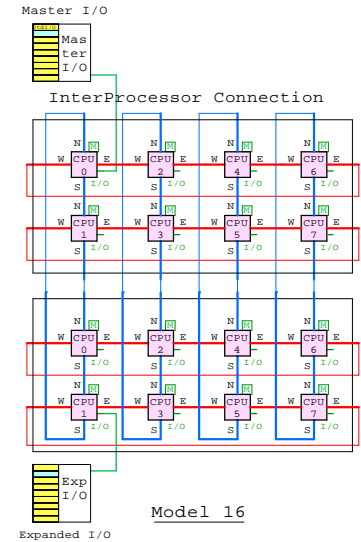 Master I/O
StdI/O
Mas
ter
I/O
InterProcessor Connection
N M N M N M N M
W CPU E W CPU E W CPU E W CPU E
0 2 4 6
S I/O S I/O S I/O S I/O
N M N M N M N M
W CPU E W CPU E W CPU E W CPU E
1 3 5 7
S I/O S I/O S I/O S I/O
N M N M N M N M
W CPU E W CPU E W CPU E W CPU E
0 2 4 6
S I/O S I/O S I/O S I/O
N M N M N M N M
W CPU E W CPU E W CPU E W CPU E
1 3 5 7
S I/O S I/O S I/O S I/O
Exp
I/O
Model 16
Expanded I/O